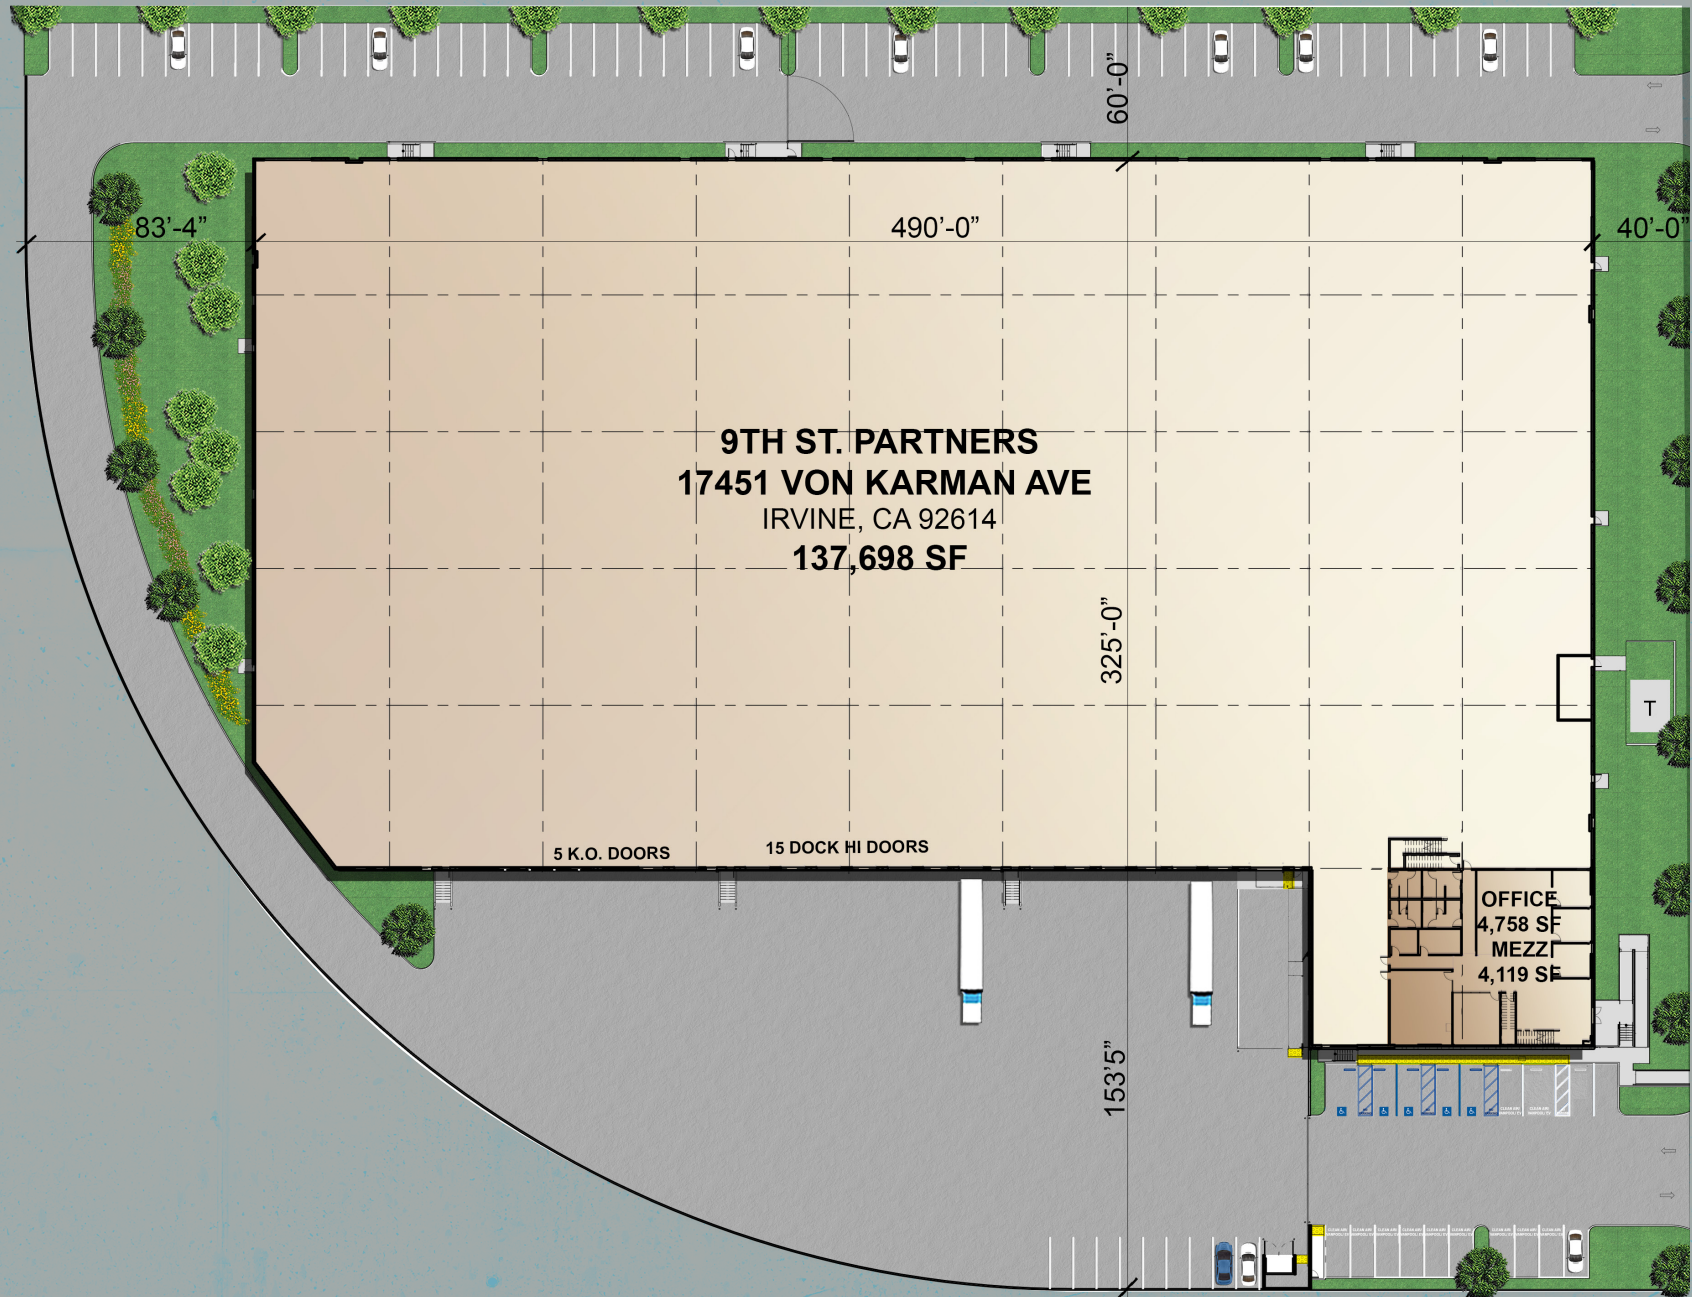 60'-0”
83'-4”
490'-0”
40'-0”
9TH ST. PARTNERS
17451 VON KARMAN AVE
IRVINE, CA 92614
137,698 SF
325'-0”
T
5 K.O. DOORS
15 DOCK HI DOORS
OFFICE
4,758 SF
MEZZ
4,119 SF
153'5”